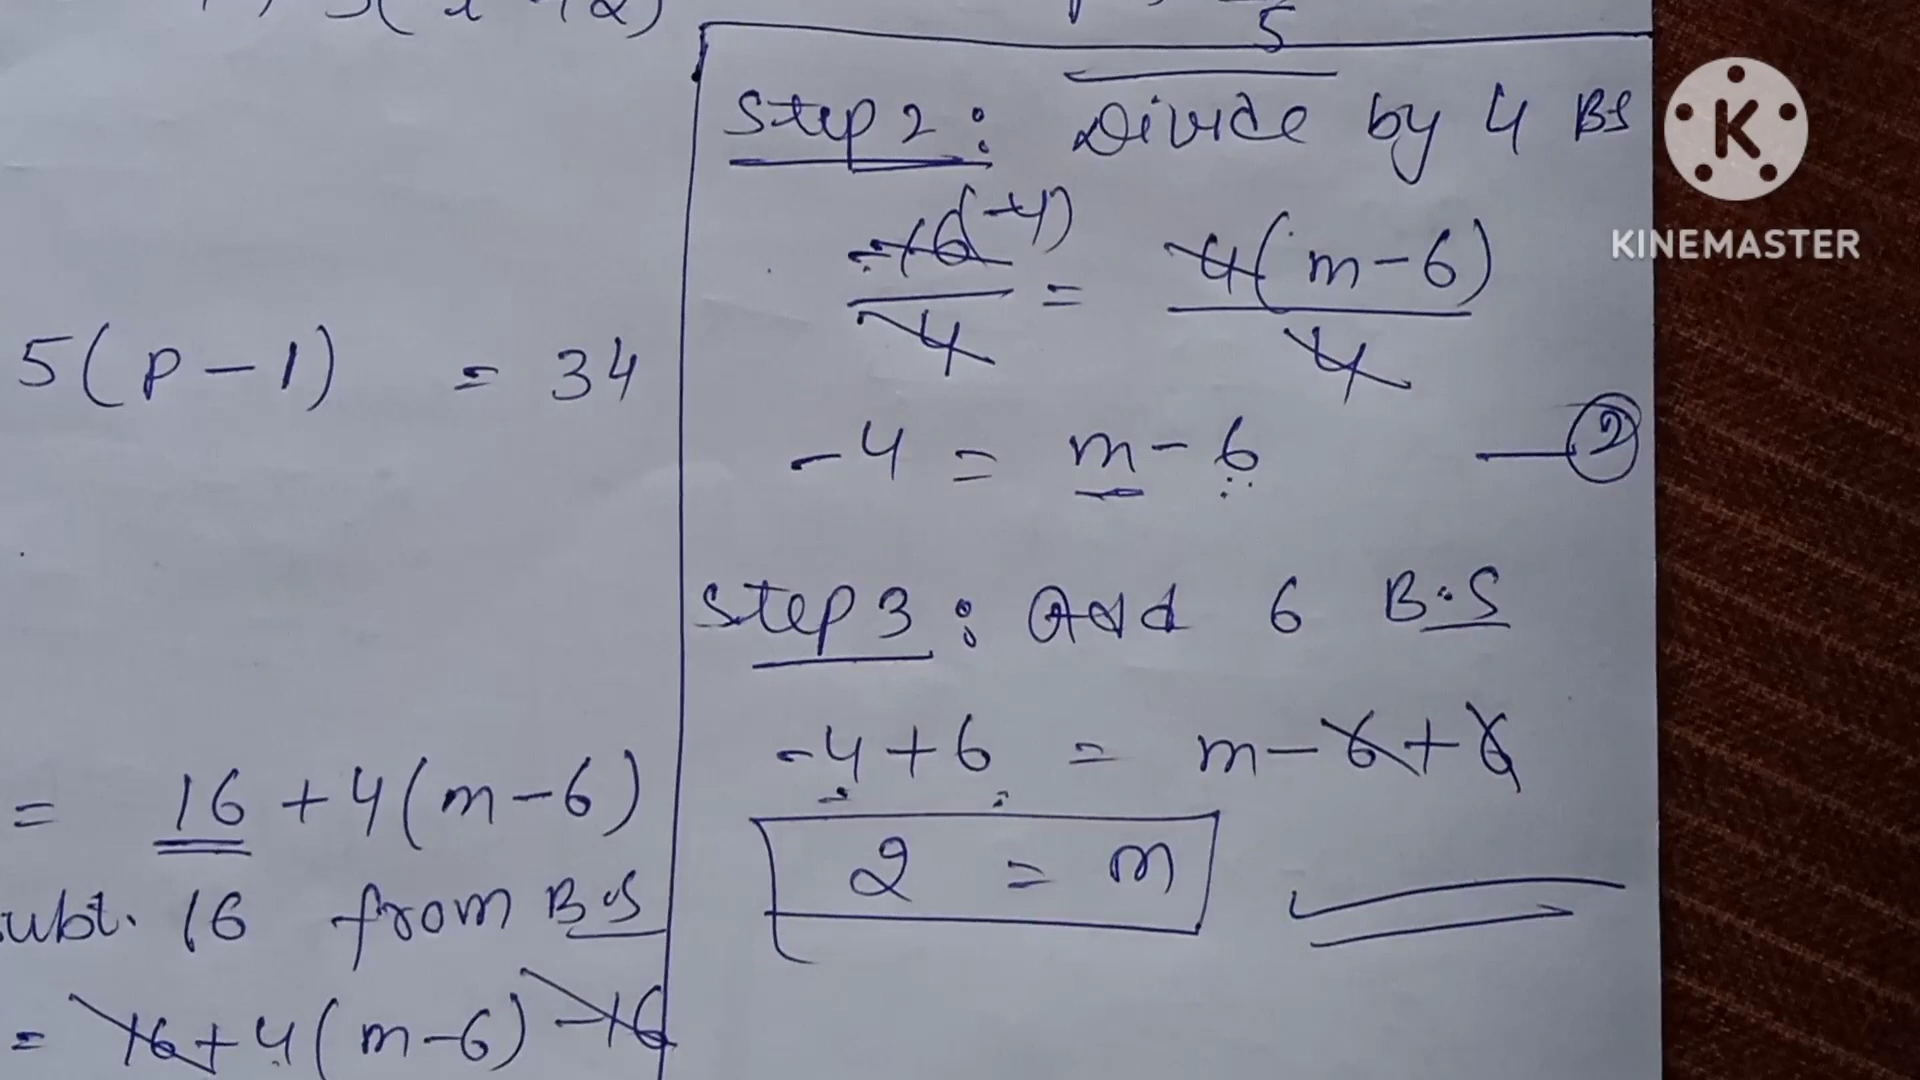 5(p-1) = 34
= 16 + 4(m-6)
subt. 16 from B.S
= 16 + 4(m-6) - 16
5
Step 2: Divide by 4 BS
-16(-4)/4 = 4(m-6)/4
-4 = m - 6 — 2
Step 3: Add 6 B.S
-4 + 6 = m - 6 + 6
2 = m
K
KINEMASTER